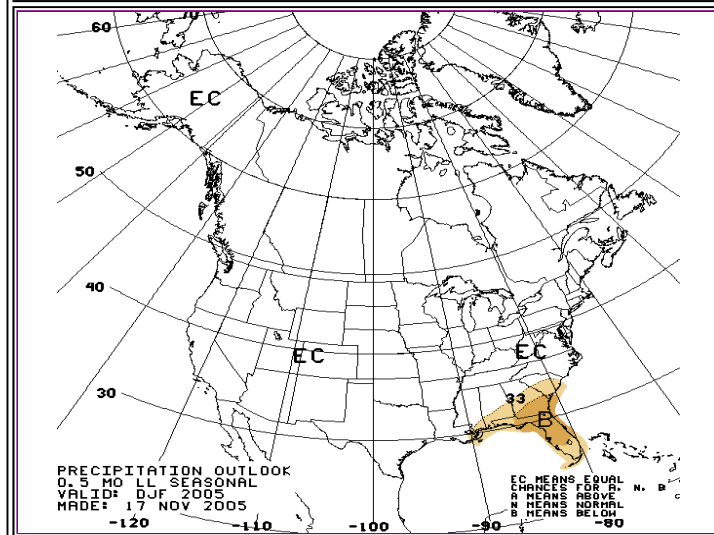 70
60
EC
50
40
EC
EC
30
33
B
PRECIPITATION OUTLOOK
0.5 MO LL SEASONAL
VALID: DJF 2005
MADE: 17 NOV 2005
EC MEANS EQUAL
CHANCES FOR A, N, B
A MEANS ABOVE
N MEANS NORMAL
B MEANS BELOW
-120 -110 -100 -90 -80